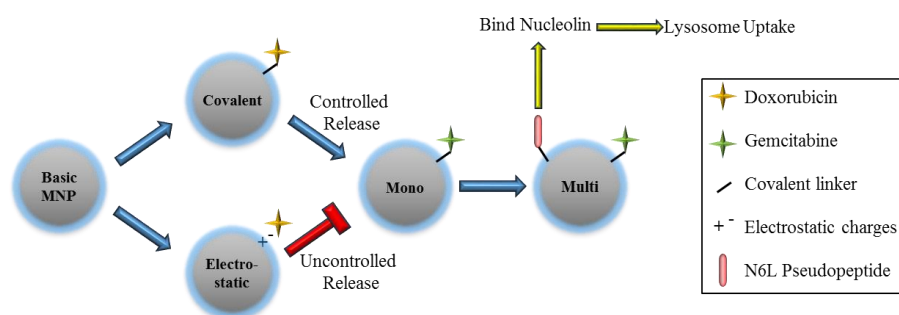 Bind Nucleolin
Lysosome Uptake
Covalent
Controlled
Release
Basic
MNP
Mono
Multi
+ -
Electro-
static
Uncontrolled
Release
Doxorubicin
Gemcitabine
Covalent linker
+ - Electrostatic charges
N6L Pseudopeptide